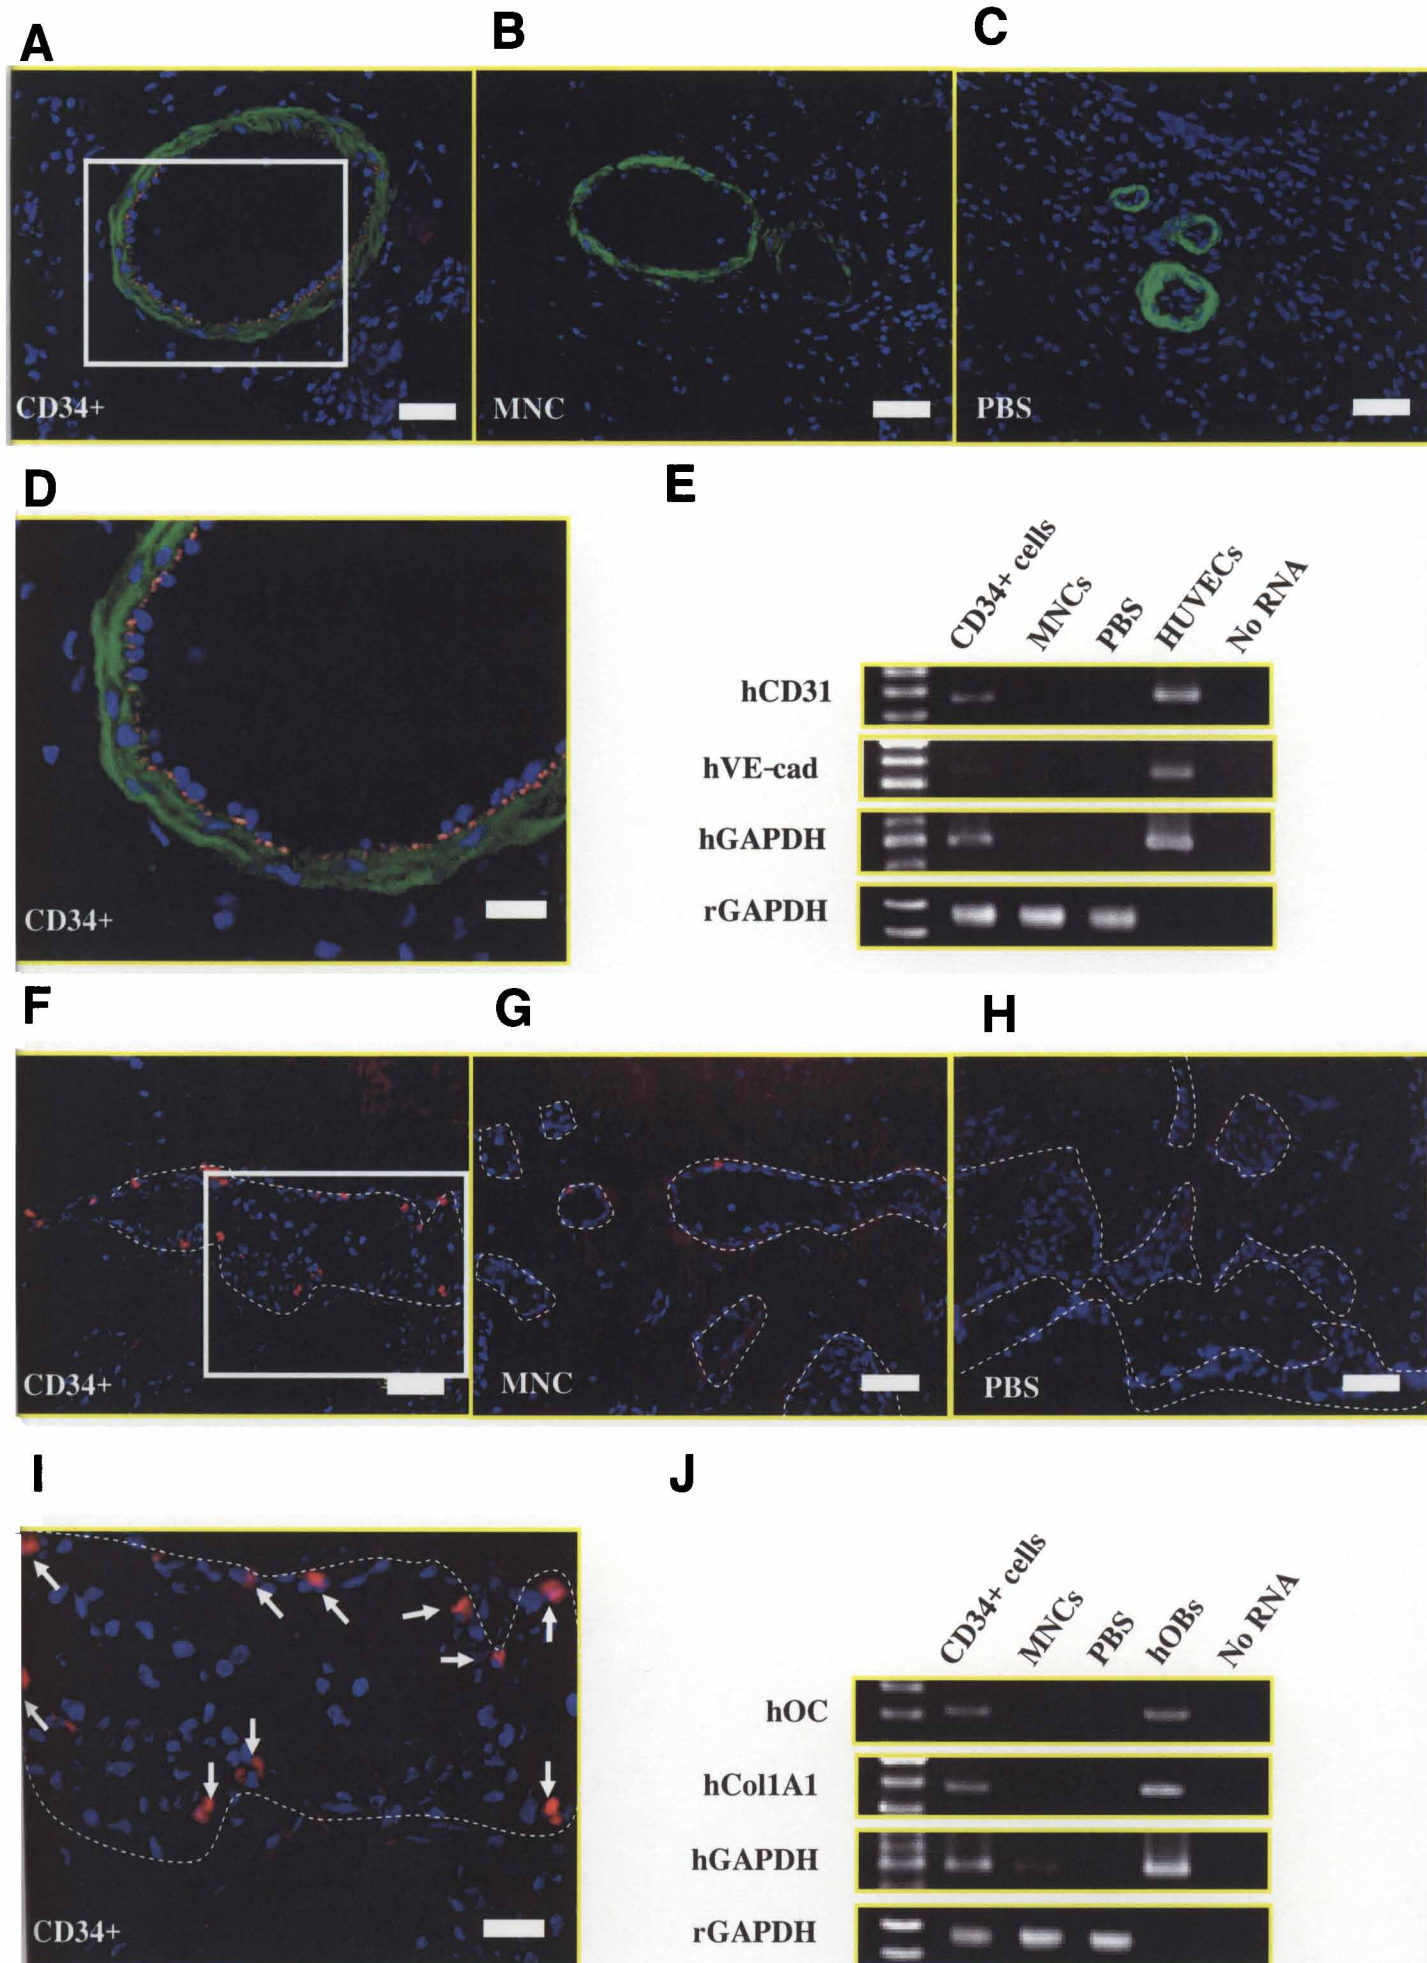 A
B
C
CD34+
MNC
PBS
D
E
CD34+
CD34+ cells
MNCs
PBS
HUVECs
No RNA
hCD31
hVE-cad
hGAPDH
rGAPDH
F
G
H
CD34+
MNC
PBS
I
J
CD34+
CD34+ cells
MNCs
PBS
hOBs
No RNA
hOC
hCol1A1
hGAPDH
rGAPDH